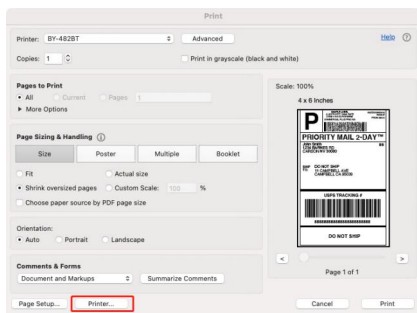 Print
Printer: BY-482BT Advanced Help ?
Copies: 1 Print in grayscale (black and white)
Pages to Print
All Current Pages 1
More Options
Page Sizing & Handling
Size Poster Multiple Booklet
Fit Actual size
Shrink oversized pages Custom Scale: 100 %
Choose paper source by PDF page size
Orientation:
Auto Portrait Landscape
Comments & Forms
Document and Markups Summarize Comments
Scale: 100%
4 x 6 Inches
P
PRIORITY MAIL 2-DAY™
DO NOT SHIP
USPS TRACKING #
DO NOT SHIP
< >
Page 1 of 1
Page Setup... Printer... Cancel Print